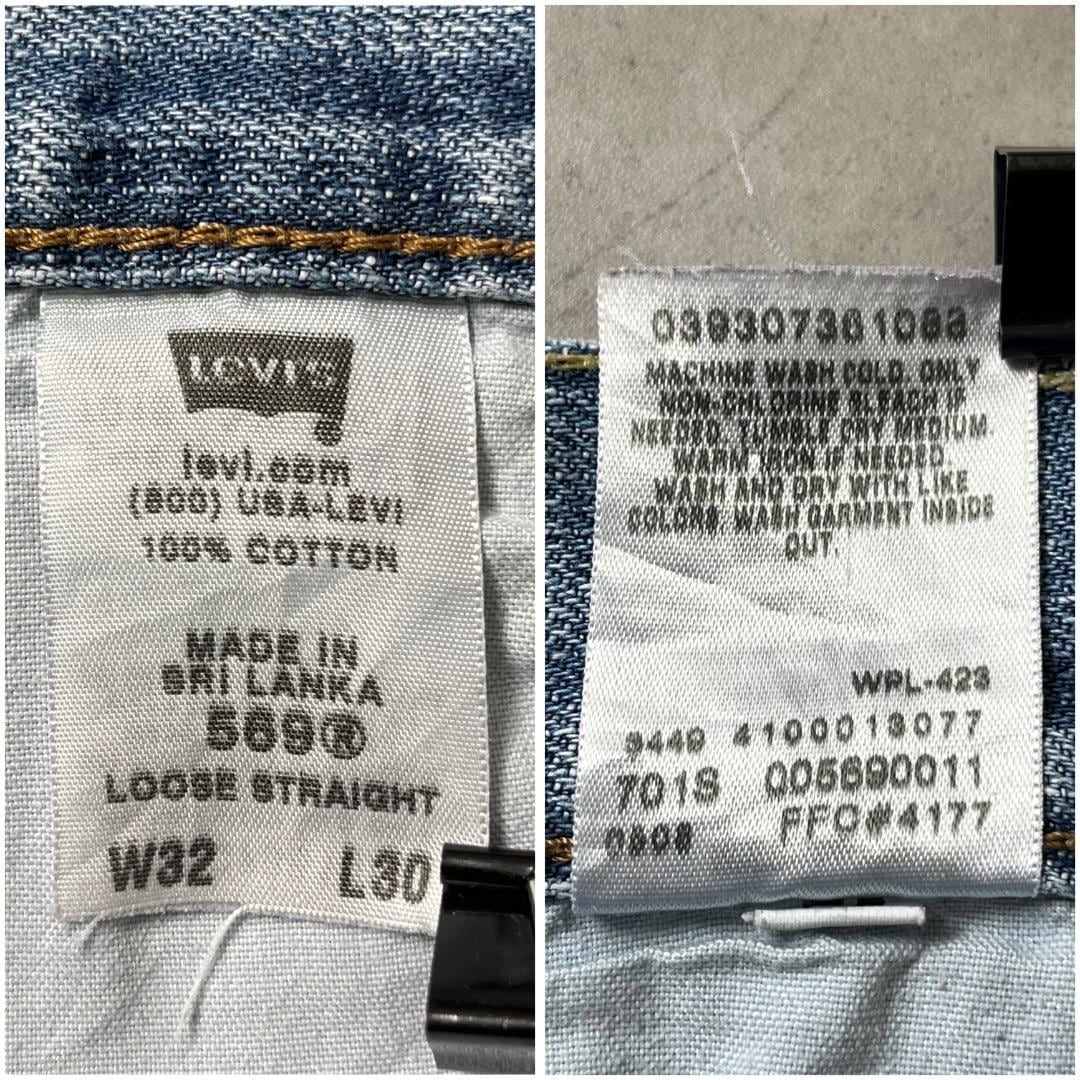 LEVI'S
levi.com
(800) USA-LEVI
100% COTTON
MADE IN
SRI LANKA
569®
LOOSE STRAIGHT
W32 L30
039307361093
MACHINE WASH COLD. ONLY
NON-CHLORINE BLEACH IF
NEEDED. TUMBLE DRY MEDIUM
WARM IRON IF NEEDED.
WASH AND DRY WITH LIKE
COLORS. WASH GARMENT INSIDE
OUT.
WPL-423
9449 4100013077
701S 005690011
0808 PFC#4177